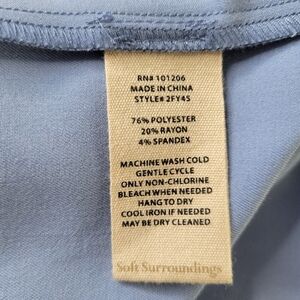 RN# 101206
MADE IN CHINA
STYLE# 2FY45
76% POLYESTER
20% RAYON
4% SPANDEX
MACHINE WASH COLD
GENTLE CYCLE
ONLY NON-CHLORINE
BLEACH WHEN NEEDED
HANG TO DRY
COOL IRON IF NEEDED
MAY BE DRY CLEANED
Soft Surroundings